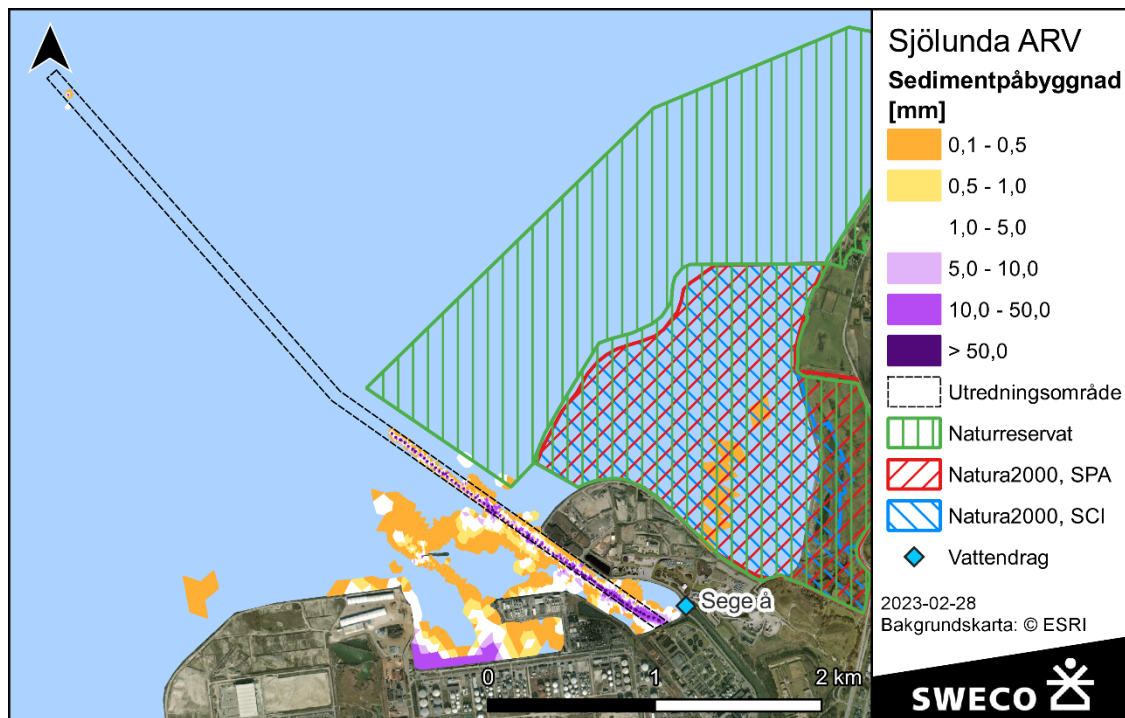 Sjölunda ARV
Sedimentpåbyggnad
[mm]
0,1 - 0,5
0,5 - 1,0
1,0 - 5,0
5,0 - 10,0
10,0 - 50,0
> 50,0
Utredningsområde
Naturreservat
Natura2000, SPA
Natura2000, SCI
Vattendrag
2023-02-28
Bakgrundskarta: © ESRI
SWECO
Sege å
0 1 2 km